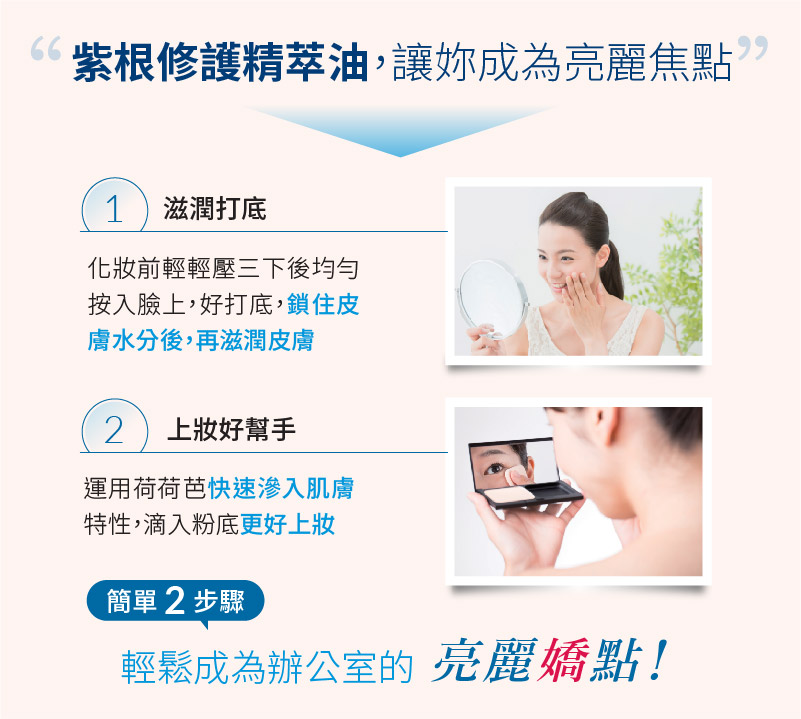 “紫根修護精萃油,讓妳成為亮麗焦點”
1 滋潤打底
化妝前輕輕壓三下後均勻
按入臉上,好打底,鎖住皮
膚水分後,再滋潤皮膚
2 上妝好幫手
運用荷荷芭快速滲入肌膚
特性,滴入粉底更好上妝
簡單2步驟
輕鬆成為辦公室的 亮麗嬌點!